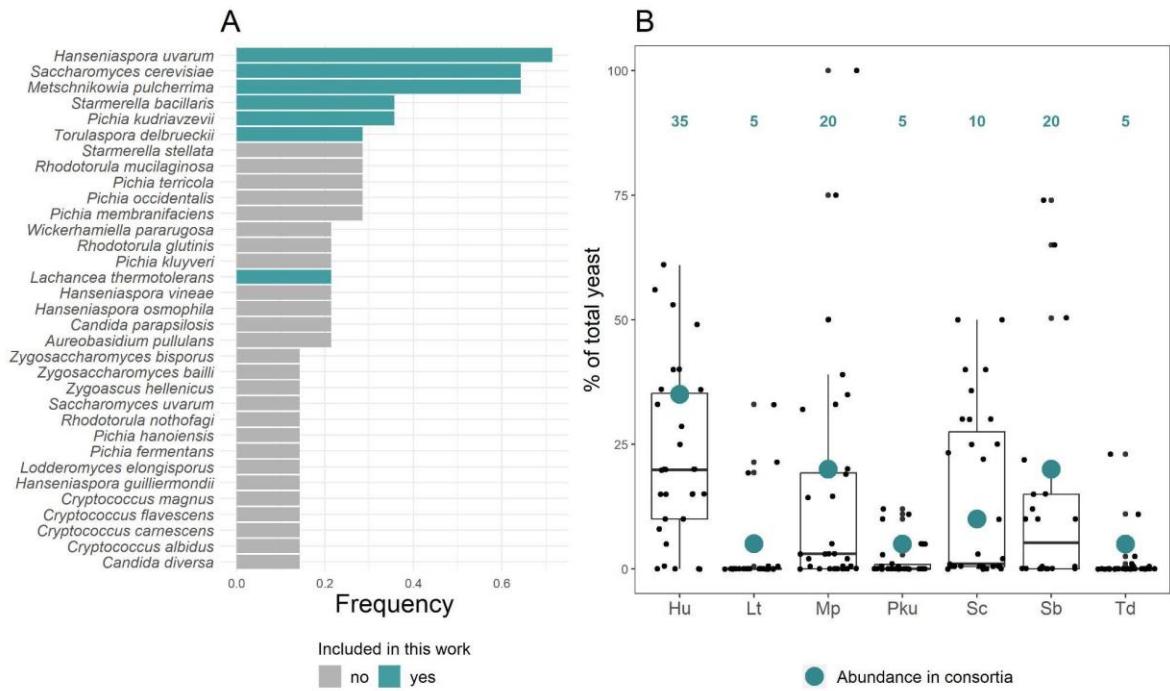 A
Hanseniaspora uvarum
Saccharomyces cerevisiae
Metschnikowia pulcherrima
Starmerella bacillaris
Pichia kudriavzevii
Torulaspora delbrueckii
Starmerella stellata
Rhodotorula mucilaginosa
Pichia terricola
Pichia occidentalis
Pichia membranifaciens
Wickerhamiella pararugosa
Rhodotorula glutinis
Pichia kluyveri
Lachancea thermotolerans
Hanseniaspora vineae
Hanseniaspora osmophila
Candida parapsilosis
Aureobasidium pullulans
Zygosaccharomyces bisporus
Zygosaccharomyces bailli
Zygoascus hellenicus
Saccharomyces uvarum
Rhodotorula nothofagi
Pichia hanoiensis
Pichia fermentans
Lodderomyces elongisporus
Hanseniaspora guilliermondii
Cryptococcus magnus
Cryptococcus flavescens
Cryptococcus carnescens
Cryptococcus albidus
Candida diversa
0.0 0.2 0.4 0.6
Frequency
Included in this work
no yes
B
% of total yeast
100
75
50
25
0
35 5 20 5 10 20 5
Hu Lt Mp Pku Sc Sb Td
Abundance in consortia